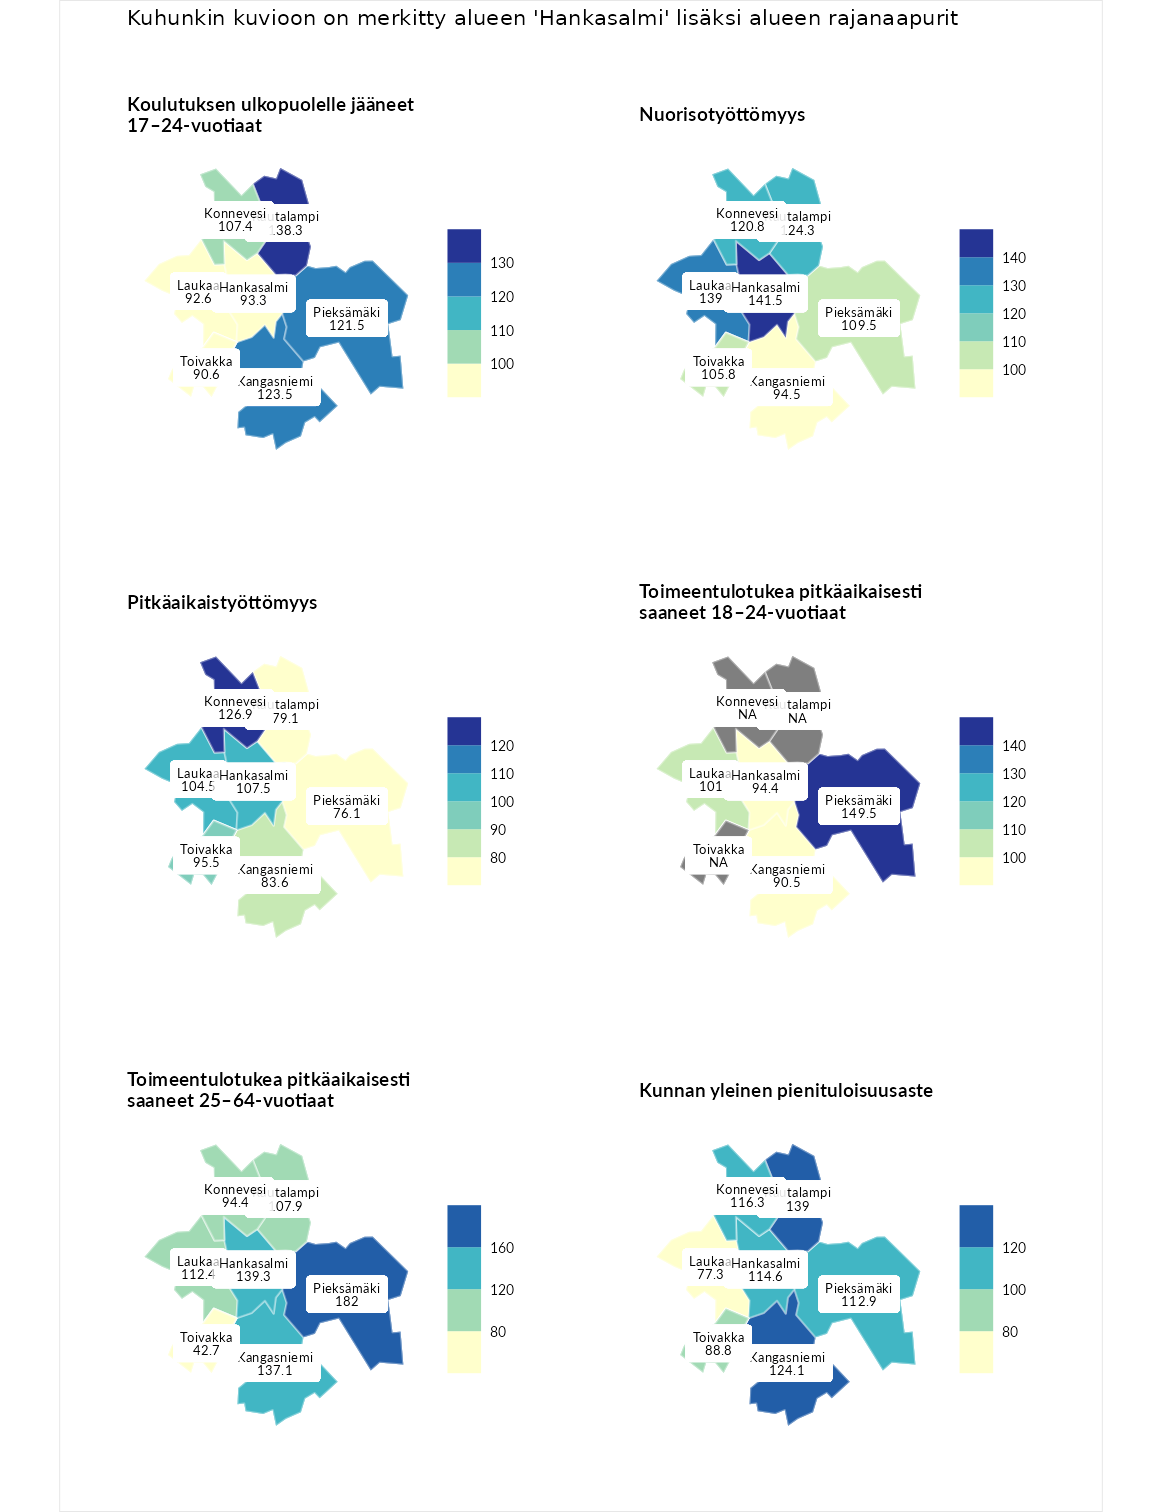 Kuhunkin kuvioon on merkitty alueen 'Hankasalmi' lisäksi alueen rajanaapurit
Koulutuksen ulkopuolelle jääneet
17–24-vuotiaat
Konnevesi
107.4
138.3
Hankasalmi
93.3
92.6
Pieksämäki
121.5
Toivakka
90.6
Kangasniemi
123.5
130
120
110
100
Nuorisotyöttömyys
Konnevesi
120.8
124.3
139
Hankasalmi
141.5
Pieksämäki
109.5
Toivakka
105.8
Kangasniemi
94.5
140
130
120
110
100
Pitkäaikaistyöttömyys
Konnevesi
126.9
79.1
104.5
Hankasalmi
107.5
Pieksämäki
76.1
Toivakka
95.5
Kangasniemi
83.6
120
110
100
90
80
Toimeentulotukea pitkäaikaisesti
saaneet 18–24-vuotiaat
Konnevesi
NA
NA
101
Hankasalmi
94.4
Pieksämäki
149.5
Toivakka
NA
Kangasniemi
90.5
140
130
120
110
100
Toimeentulotukea pitkäaikaisesti
saaneet 25–64-vuotiaat
Konnevesi
94.4
107.9
112.4
Hankasalmi
139.3
Pieksämäki
182
Toivakka
42.7
Kangasniemi
137.1
160
120
80
Kunnan yleinen pienituloisuusaste
Konnevesi
116.3
139
77.3
Hankasalmi
114.6
Pieksämäki
112.9
Toivakka
88.8
Kangasniemi
124.1
120
100
80